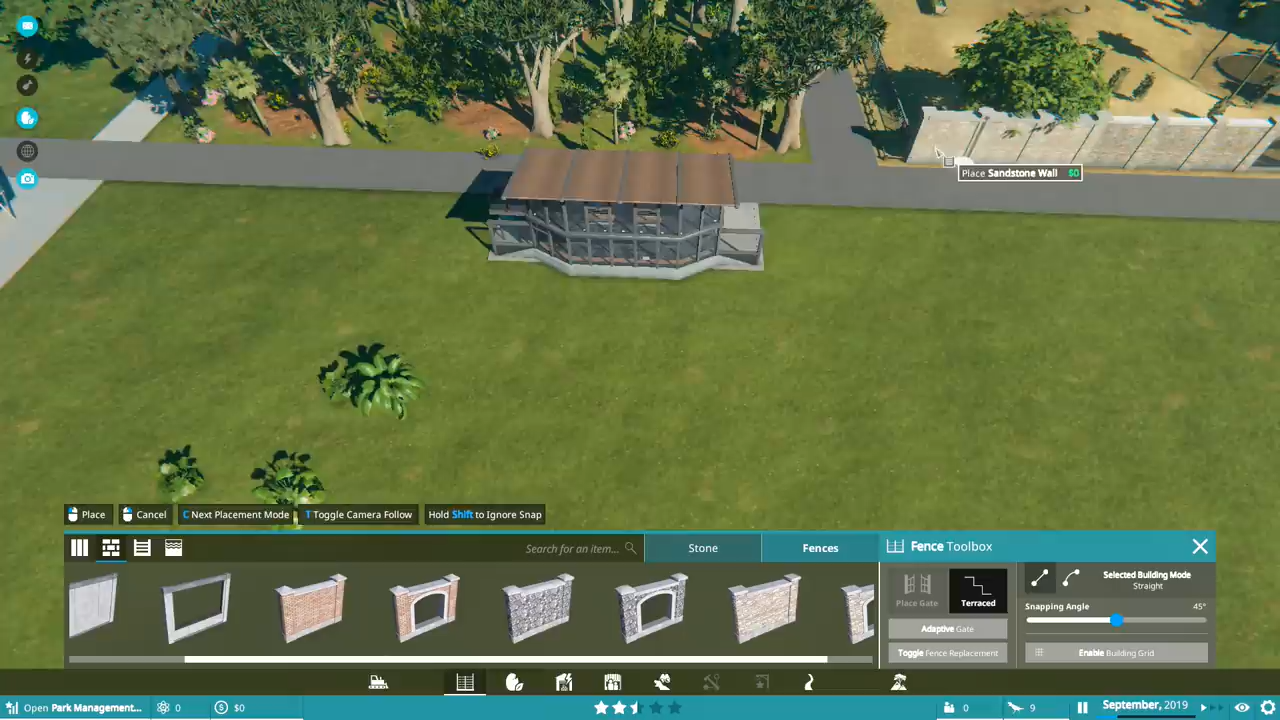 Place Sandstone Wall $0
Place
Cancel
C Next Placement Mode
T Toggle Camera Follow
Hold Shift to Ignore Snap
Search for an item...
Stone
Fences
Fence Toolbox
Place Gate
Terraced
Adaptive Gate
Toggle Fence Replacement
Selected Building Mode
Straight
Snapping Angle
45°
Enable Building Grid
Open Park Management...
0
$0
0
9
September, 2019